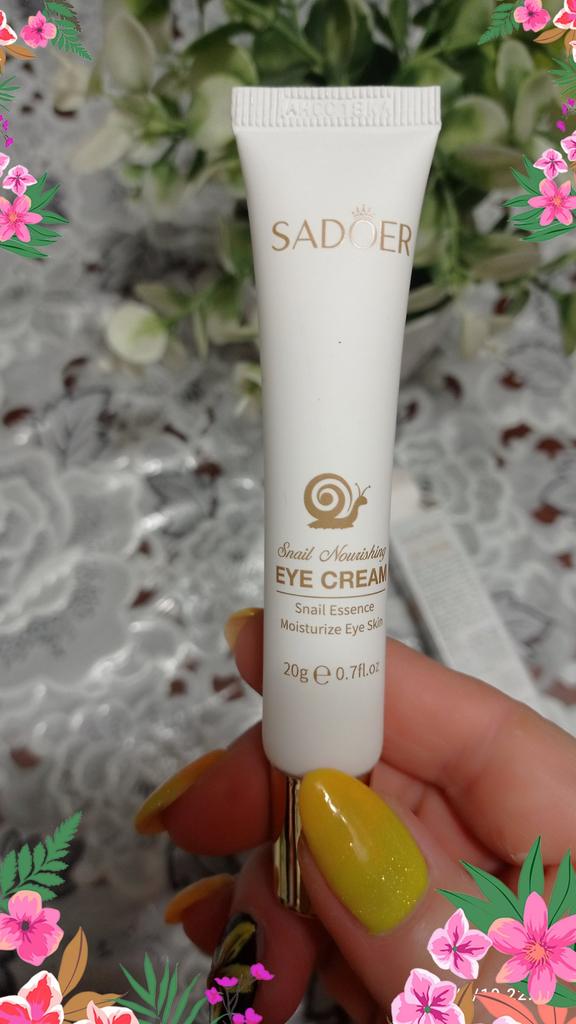 SADOER
Snail Nourishing
EYE CREAM
Snail Essence
Moisturize Eye Skin
20g ℮ 0.7fl.oz